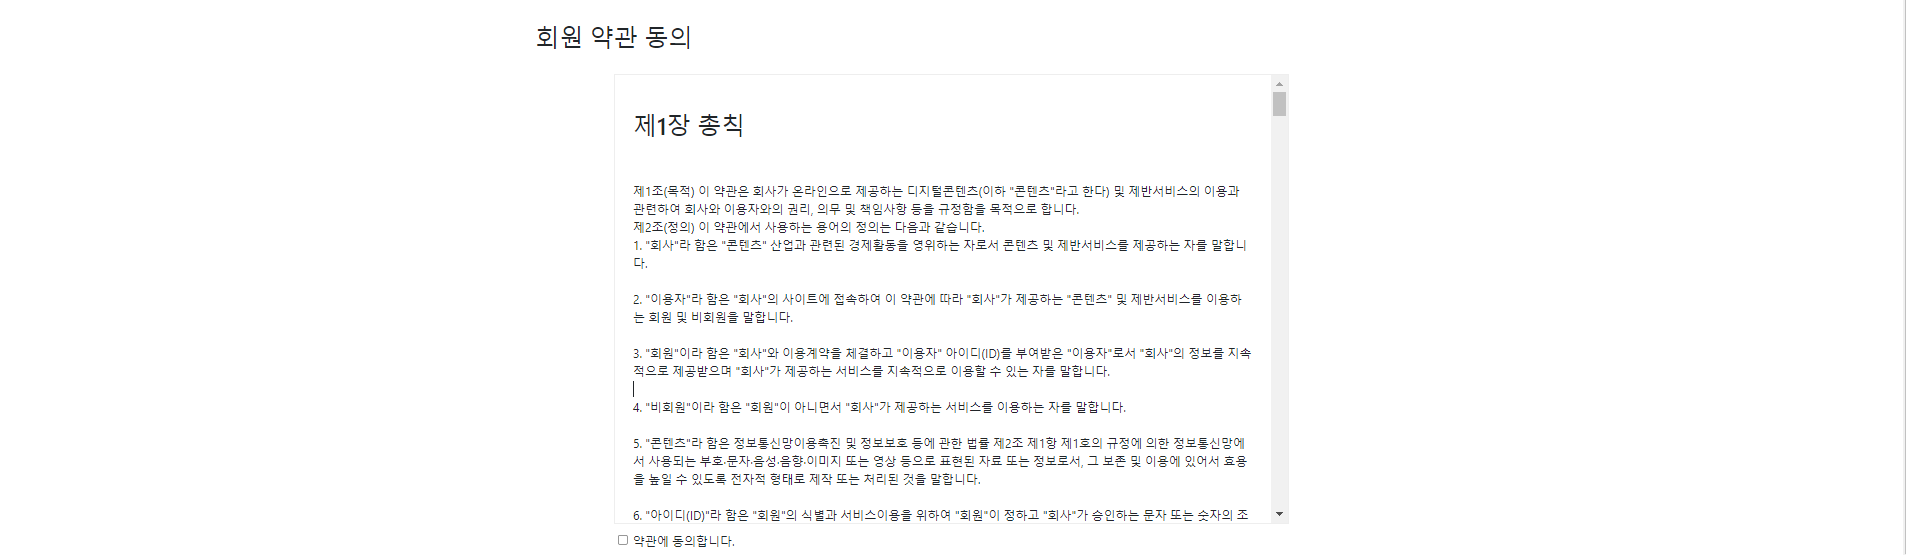 회원 약관 동의
제1장 총칙
제1조(목적) 이 약관은 회사가 온라인으로 제공하는 디지털콘텐츠(이하 "콘텐츠"라고 한다) 및 제반서비스의 이용과
관련하여 회사와 이용자와의 권리, 의무 및 책임사항 등을 규정함을 목적으로 합니다.
제2조(정의) 이 약관에서 사용하는 용어의 정의는 다음과 같습니다.
1. "회사"라 함은 "콘텐츠" 산업과 관련된 경제활동을 영위하는 자로서 콘텐츠 및 제반서비스를 제공하는 자를 말합니
다.
2. "이용자"라 함은 "회사"의 사이트에 접속하여 이 약관에 따라 "회사"가 제공하는 "콘텐츠" 및 제반서비스를 이용하
는 회원 및 비회원을 말합니다.
3. "회원"이라 함은 "회사"와 이용계약을 체결하고 "이용자" 아이디(ID)를 부여받은 "이용자"로서 "회사"의 정보를 지속
적으로 제공받으며 "회사"가 제공하는 서비스를 지속적으로 이용할 수 있는 자를 말합니다.
4. "비회원"이라 함은 "회원"이 아니면서 "회사"가 제공하는 서비스를 이용하는 자를 말합니다.
5. "콘텐츠"라 함은 정보통신망이용촉진 및 정보보호 등에 관한 법률 제2조 제1항 제1호의 규정에 의한 정보통신망에
서 사용되는 부호·문자·음성·음향·이미지 또는 영상 등으로 표현된 자료 또는 정보로서, 그 보존 및 이용에 있어서 효용
을 높일 수 있도록 전자적 형태로 제작 또는 처리된 것을 말합니다.
6. "아이디(ID)"라 함은 "회원"의 식별과 서비스이용을 위하여 "회원"이 정하고 "회사"가 승인하는 문자 또는 숫자의 조
약관에 동의합니다.